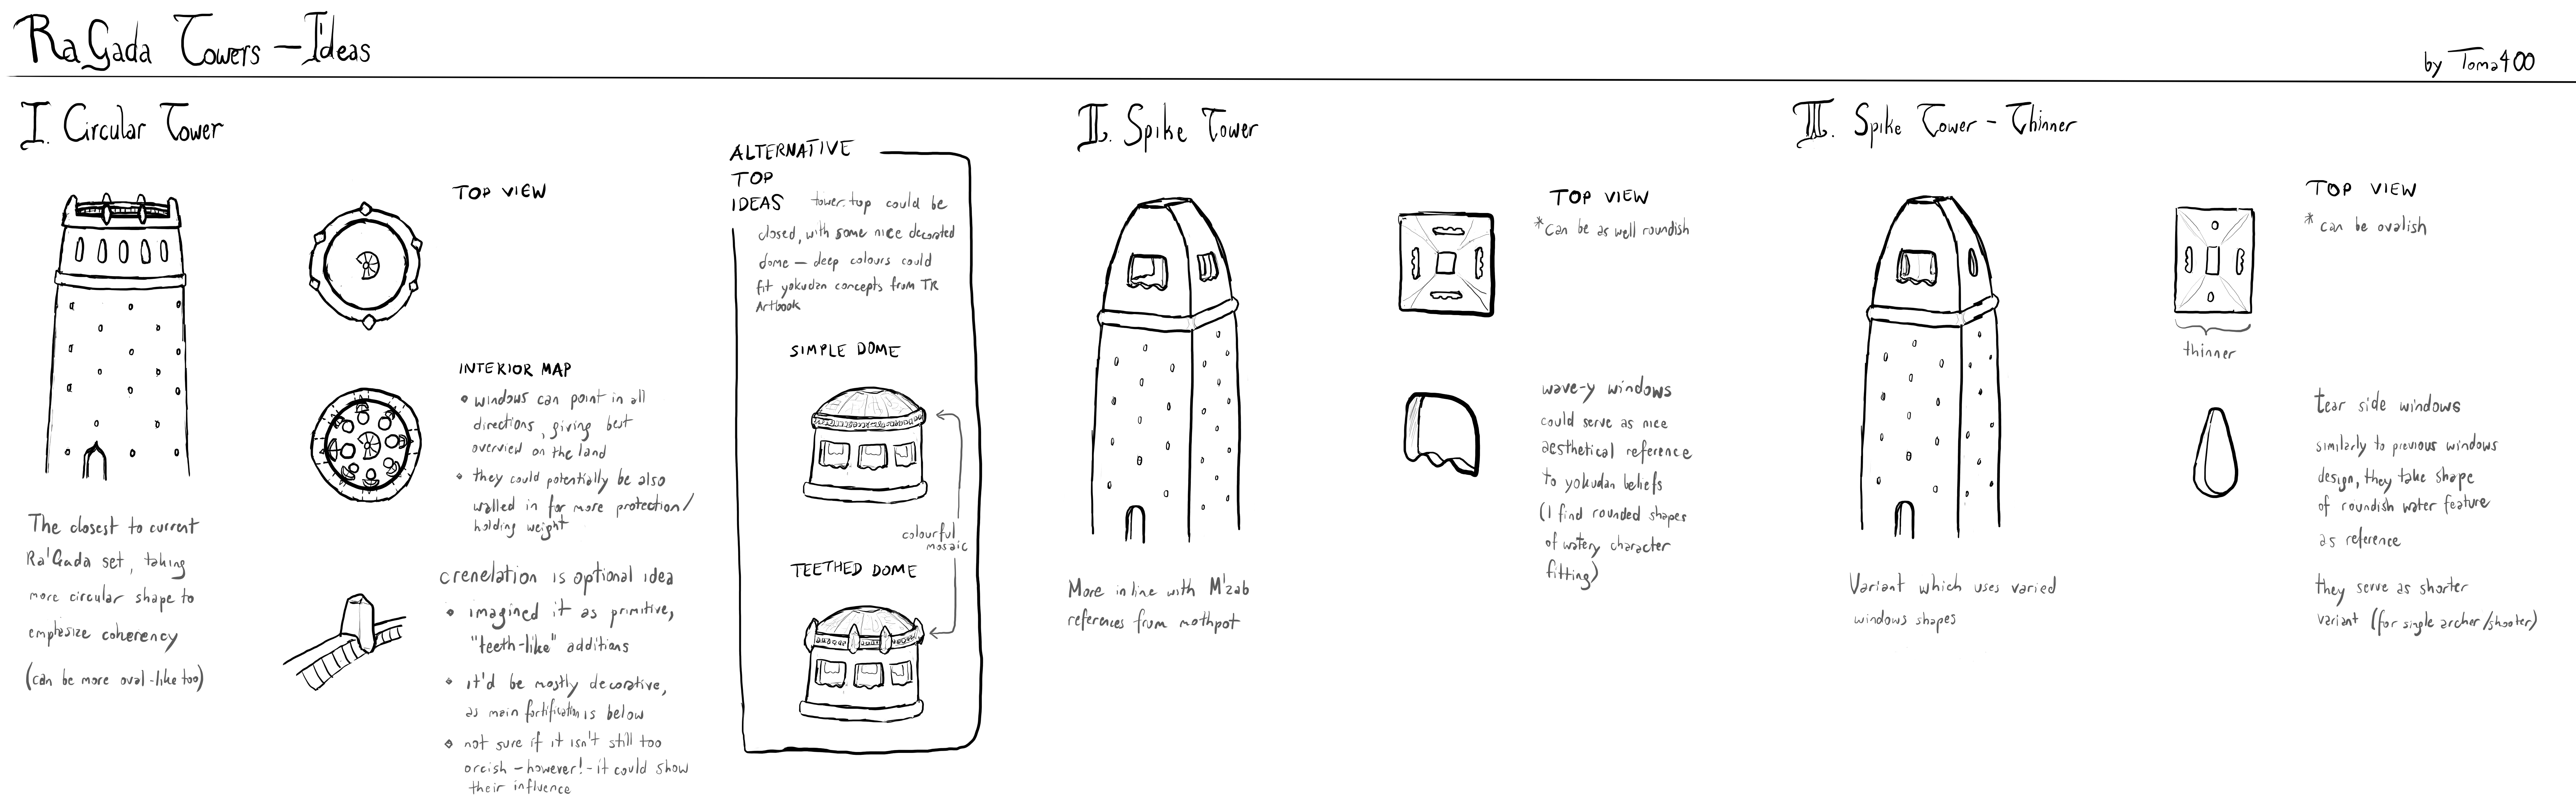 Ra'Gada Towers - Ideas
by Toma400
I. Circular Tower
TOP VIEW
INTERIOR MAP
• windows can point in all
directions, giving best
overview on the land
• they could potentially be also
walled in for more protection/
holding weight
The closest to current
Ra'Gada set, taking
more circular shape to
emphasize coherency
(can be more oval-like too)
crenelation is optional idea
• imagined it as primitive,
"teeth-like" additions
• it'd be mostly decorative,
as main fortification is below
• not sure if it isn't still too
orcish - however! - it could show
their influence
ALTERNATIVE
TOP
IDEAS
tower top could be
closed, with some nice decorated
dome - deep colours could
fit yokudan concepts from TR
Artbook
SIMPLE DOME
colourful
mosaic
TEETHED DOME
II. Spike Tower
TOP VIEW
*can be as well roundish
wave-y windows
could serve as nice
aesthetical reference
to yokudan beliefs
(I find rounded shapes
of watery character
fitting)
More in line with M'zab
references from mothpot
III. Spike Tower - Thinner
TOP VIEW
* can be ovalish
thinner
tear side windows
similarly to previous windows
design, they take shape
of roundish water feature
as reference
they serve as shorter
variant (for single archer/shooter)
Variant which uses varied
windows shapes